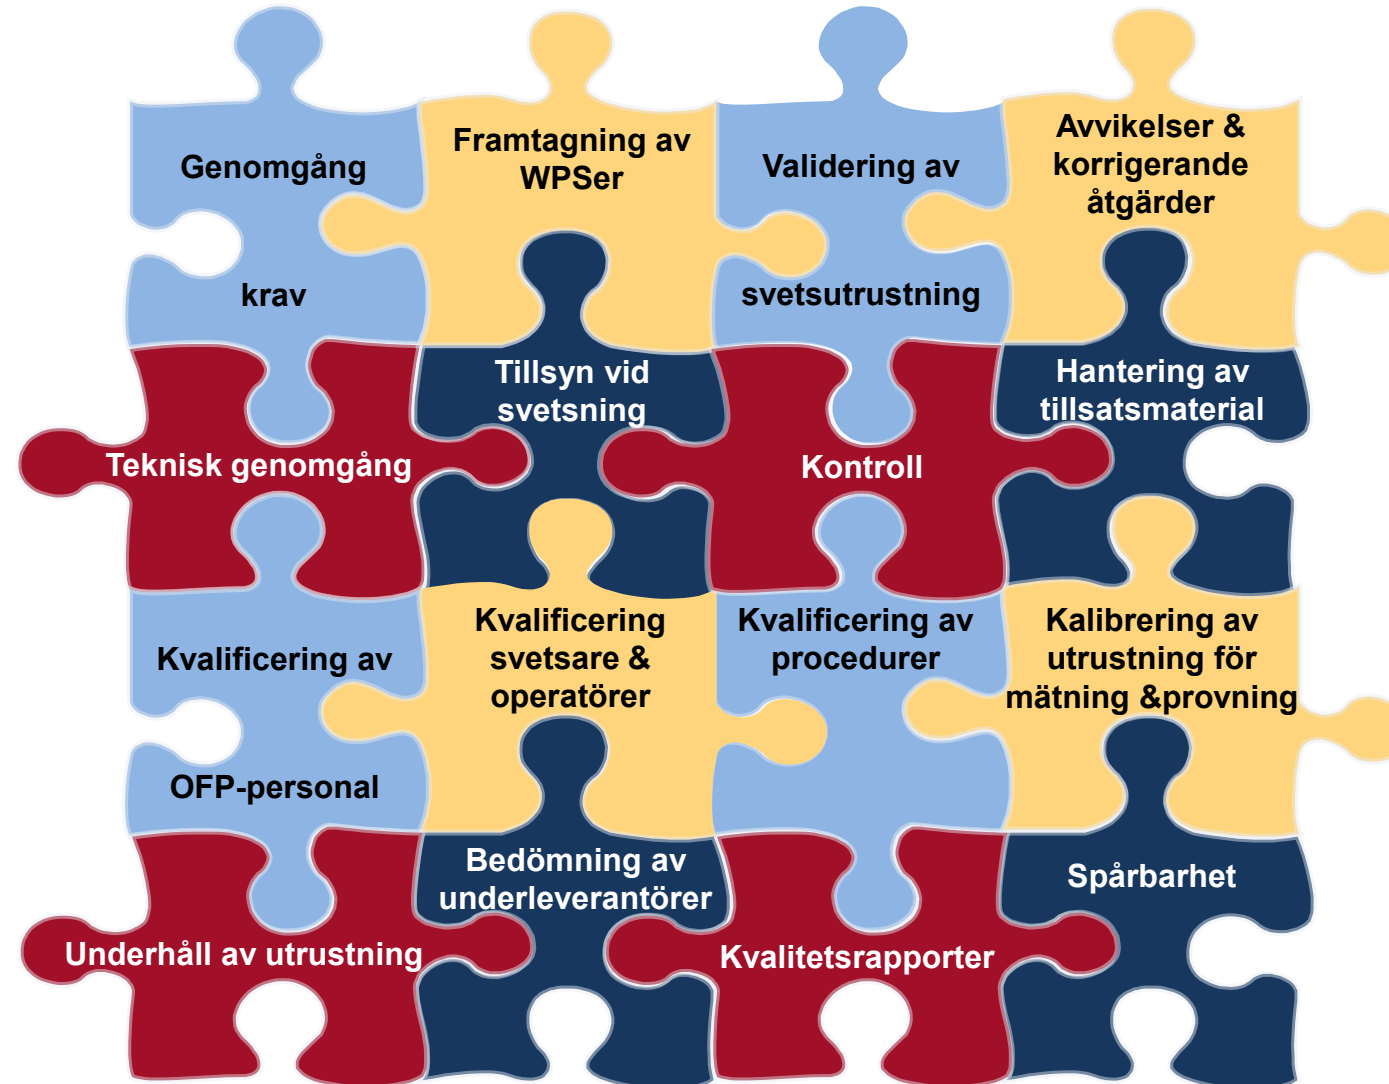 Genomgång
krav
Framtagning av
WPSer
Validering av
svetsutrustning
Avvikelser &
korrigerande
åtgärder
Teknisk genomgång
Tillsyn vid
svetsning
Kontroll
Hantering av
tillsatsmaterial
Kvalificering av
OFP-personal
Kvalificering
svetsare &
operatörer
Kvalificering av
procedurer
Kalibrering av
utrustning för
mätning &provning
Underhåll av utrustning
Bedömning av
underleverantörer
Kvalitetsrapporter
Spårbarhet